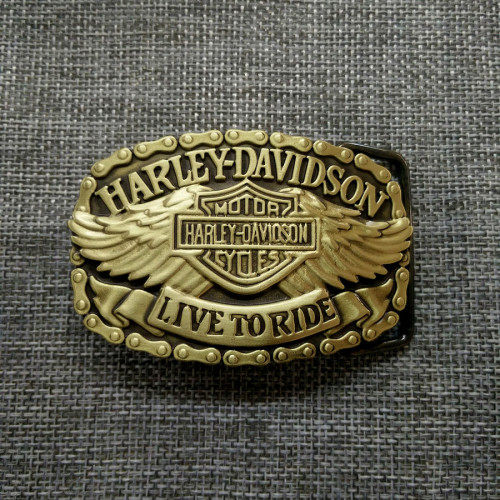 HARLEY-DAVIDSON
MOTOR
HARLEY-DAVIDSON
CYCLES
LIVE TO RIDE